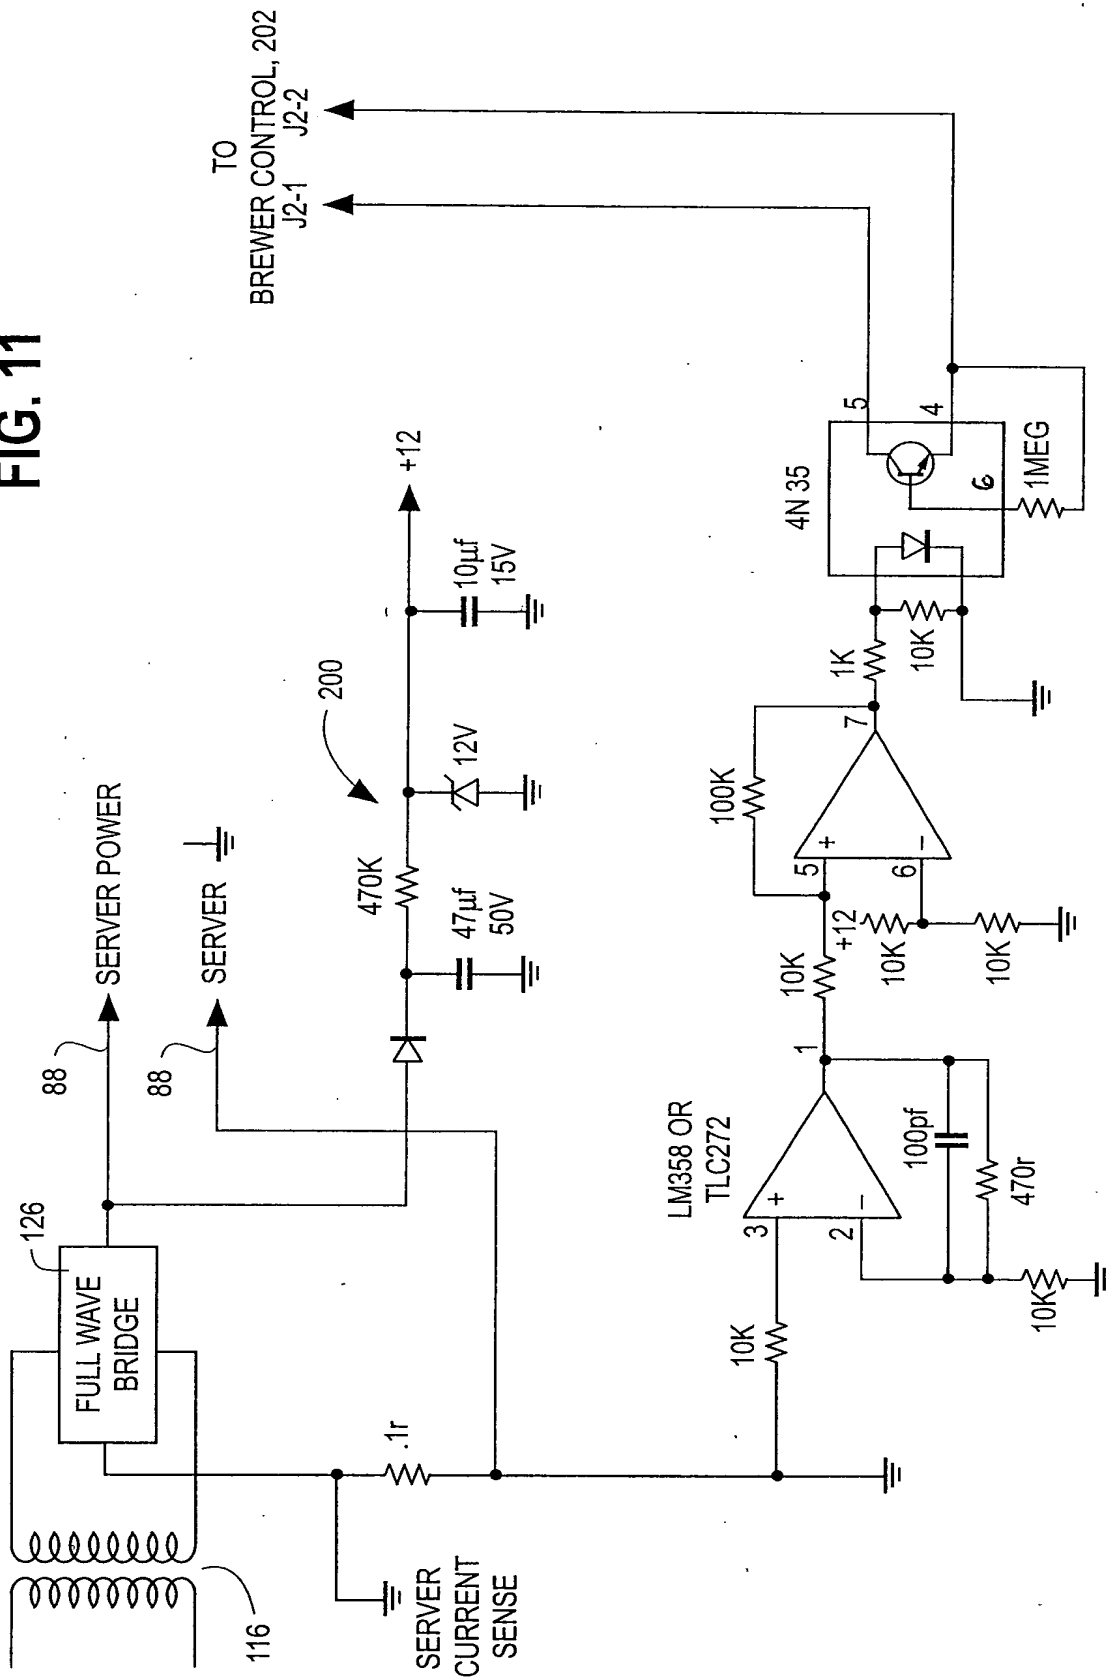 FIG. 11
116
FULL WAVE
BRIDGE
126
88
SERVER POWER
88
SERVER
SERVER
CURRENT
SENSE
.1r
47µf
50V
470K
200
12V
10µf
15V
+12
TO
BREWER CONTROL, 202
J2-1
J2-2
10K
LM358 OR
TLC272
3
+
2
−
1
100pf
470r
10K
10K
100K
+12
10K
10K
5
+
6
−
7
1K
10K
4N 35
5
4
6
1MEG